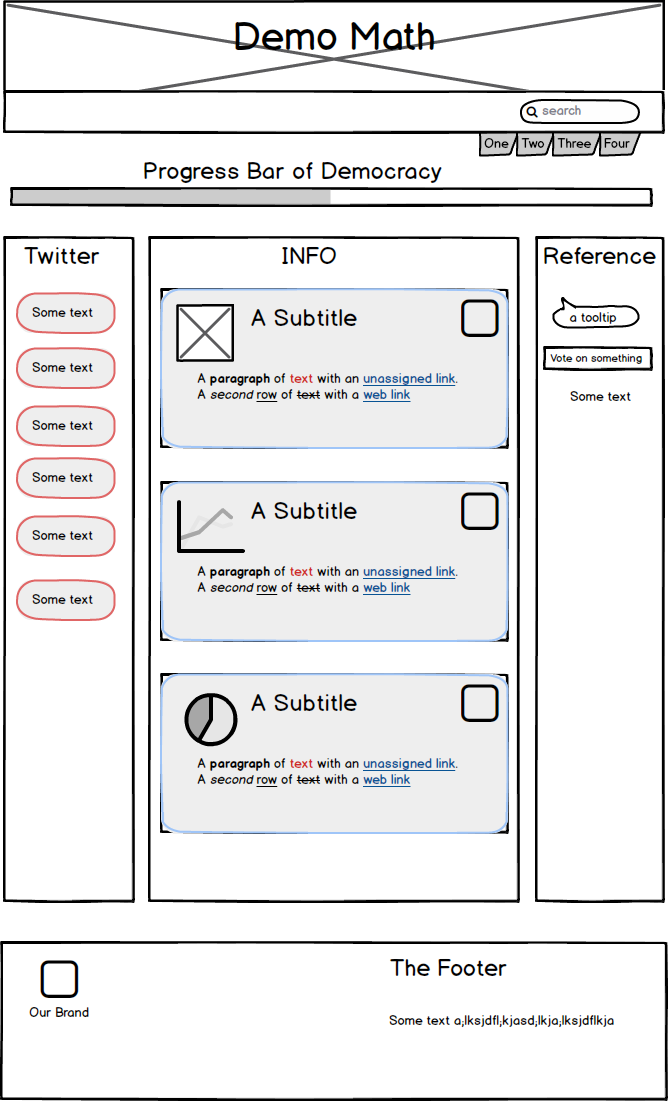 Demo Math
search
One Two Three Four
Progress Bar of Democracy
Twitter
Some text
Some text
Some text
Some text
Some text
Some text
INFO
A Subtitle
A paragraph of text with an unassigned link.
A second row of text with a web link
A Subtitle
A paragraph of text with an unassigned link.
A second row of text with a web link
A Subtitle
A paragraph of text with an unassigned link.
A second row of text with a web link
Reference
a tooltip
Vote on something
Some text
Our Brand
The Footer
Some text a;lksjdfl;kjasd;lkja;lksjdflkja